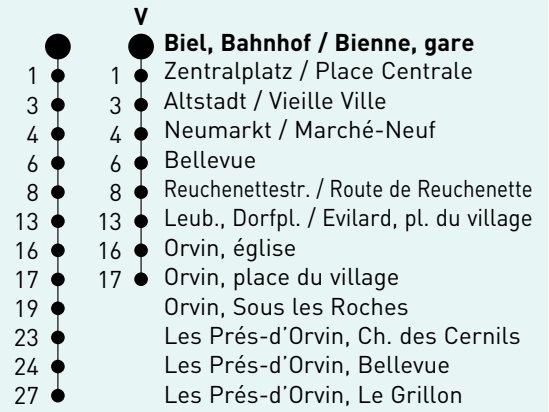 V
Biel, Bahnhof / Bienne, gare
1 1 Zentralplatz / Place Centrale
3 3 Altstadt / Vieille Ville
4 4 Neumarkt / Marché-Neuf
6 6 Bellevue
8 8 Reuchenettestr. / Route de Reuchenette
13 13 Leub., Dorfpl. / Evilard, pl. du village
16 16 Orvin, église
17 17 Orvin, place du village
19 Orvin, Sous les Roches
23 Les Prés-d'Orvin, Ch. des Cernils
24 Les Prés-d'Orvin, Bellevue
27 Les Prés-d'Orvin, Le Grillon